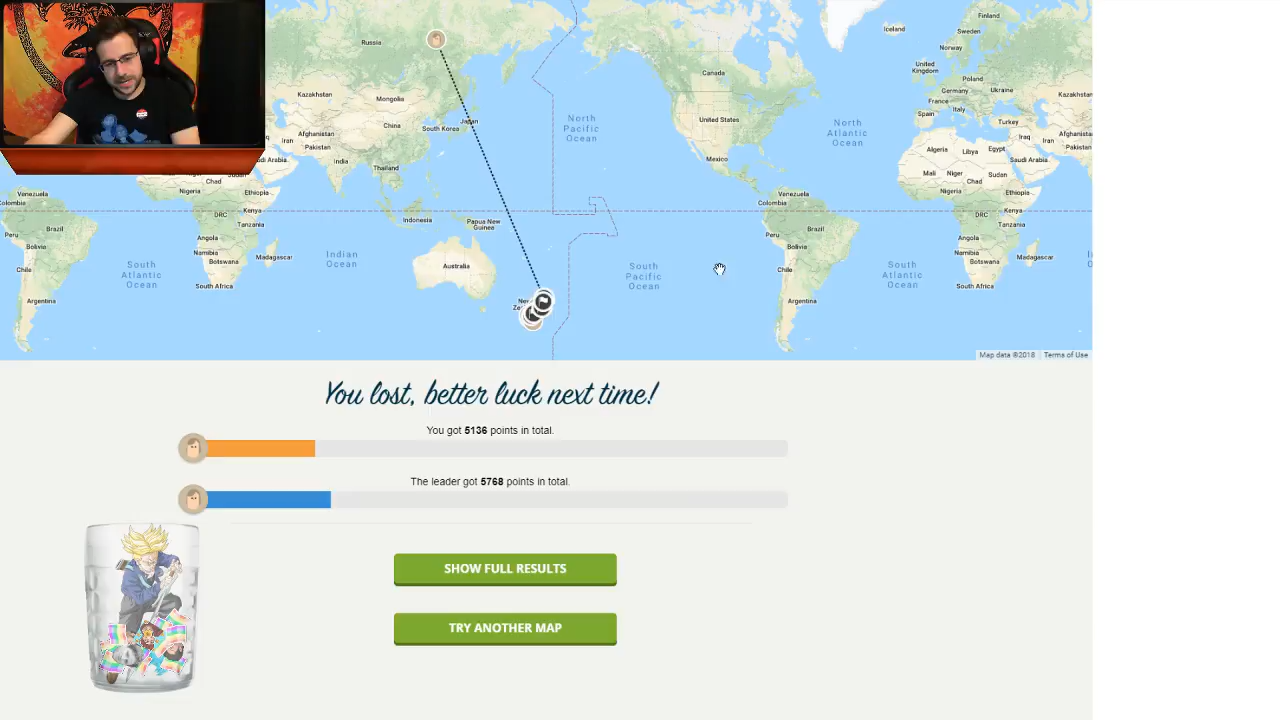 Russia
Kazakhstan
Mongolia
Afghanistan
Pakistan
Iran
China
South Korea
Japan
India
Thailand
Saudi Arabia
Chad
Nigeria
Ethiopia
DRC
Kenya
Tanzania
Angola
Namibia
Botswana
Madagascar
South Africa
Venezuela
Colombia
Peru
Brazil
Bolivia
Chile
Argentina
South
Atlantic
Ocean
Indian
Ocean
Indonesia
Papua New
Guinea
Australia
North
Pacific
Ocean
South
Pacific
Ocean
Canada
United States
Mexico
North
Atlantic
Ocean
Venezuela
Colombia
Peru
Brazil
Bolivia
Chile
Argentina
South
Atlantic
Ocean
Iceland
Finland
Sweden
Norway
United
Kingdom
Poland
Germany
Ukraine
France
Spain
Italy
Turkey
Kazakhstan
Iraq
Iran
Afghanistan
Pakistan
Algeria
Libya
Egypt
Saudi Arabia
Mali
Niger
Chad
Sudan
Nigeria
Ethiopia
DRC
Kenya
Tanzania
Angola
Namibia
Botswana
Madagascar
South Africa
Map data ©2018
Terms of Use
You lost, better luck next time!
You got 5136 points in total.
The leader got 5768 points in total.
SHOW FULL RESULTS
TRY ANOTHER MAP